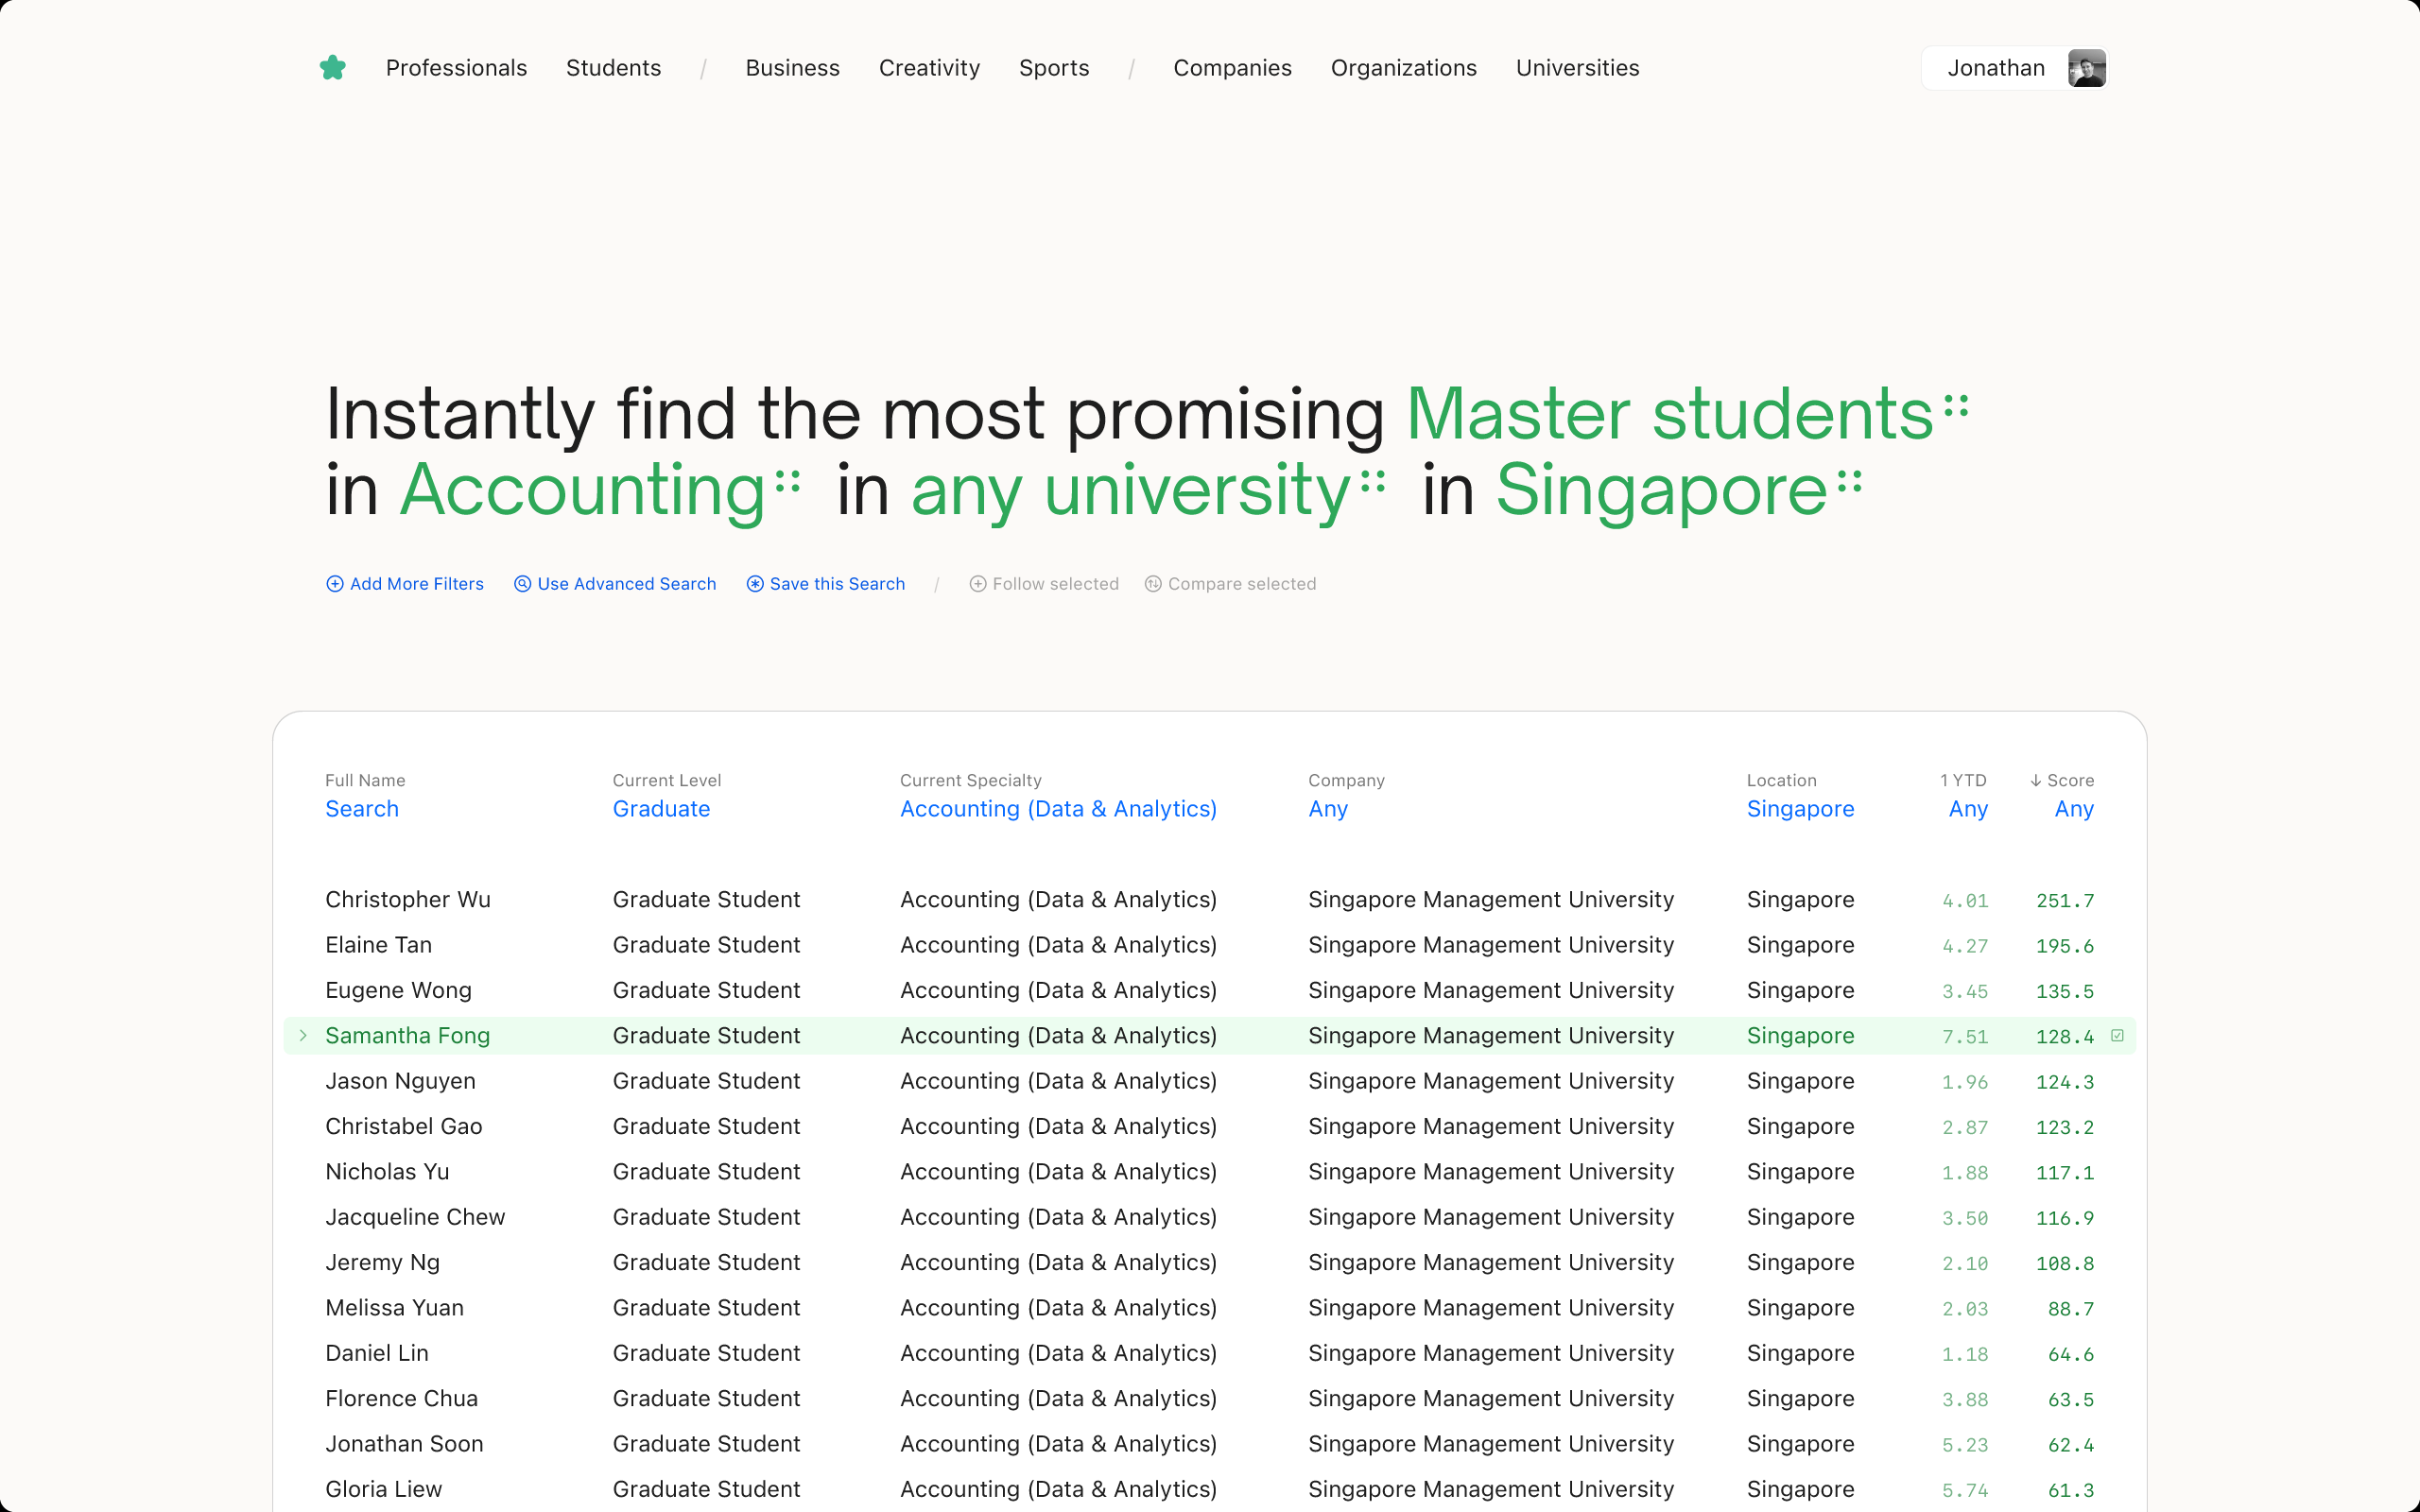 Professionals Students / Business Creativity Sports / Companies Organizations Universities Jonathan
Instantly find the most promising Master students
in Accounting in any university in Singapore
Add More Filters Use Advanced Search Save this Search / Follow selected Compare selected
Full Name Current Level Current Specialty Company Location 1 YTD ↓ Score
Search Graduate Accounting (Data & Analytics) Any Singapore Any Any
Christopher Wu Graduate Student Accounting (Data & Analytics) Singapore Management University Singapore 4.01 251.7
Elaine Tan Graduate Student Accounting (Data & Analytics) Singapore Management University Singapore 4.27 195.6
Eugene Wong Graduate Student Accounting (Data & Analytics) Singapore Management University Singapore 3.45 135.5
Samantha Fong Graduate Student Accounting (Data & Analytics) Singapore Management University Singapore 7.51 128.4
Jason Nguyen Graduate Student Accounting (Data & Analytics) Singapore Management University Singapore 1.96 124.3
Christabel Gao Graduate Student Accounting (Data & Analytics) Singapore Management University Singapore 2.87 123.2
Nicholas Yu Graduate Student Accounting (Data & Analytics) Singapore Management University Singapore 1.88 117.1
Jacqueline Chew Graduate Student Accounting (Data & Analytics) Singapore Management University Singapore 3.50 116.9
Jeremy Ng Graduate Student Accounting (Data & Analytics) Singapore Management University Singapore 2.10 108.8
Melissa Yuan Graduate Student Accounting (Data & Analytics) Singapore Management University Singapore 2.03 88.7
Daniel Lin Graduate Student Accounting (Data & Analytics) Singapore Management University Singapore 1.18 64.6
Florence Chua Graduate Student Accounting (Data & Analytics) Singapore Management University Singapore 3.88 63.5
Jonathan Soon Graduate Student Accounting (Data & Analytics) Singapore Management University Singapore 5.23 62.4
Gloria Liew Graduate Student Accounting (Data & Analytics) Singapore Management University Singapore 5.74 61.3